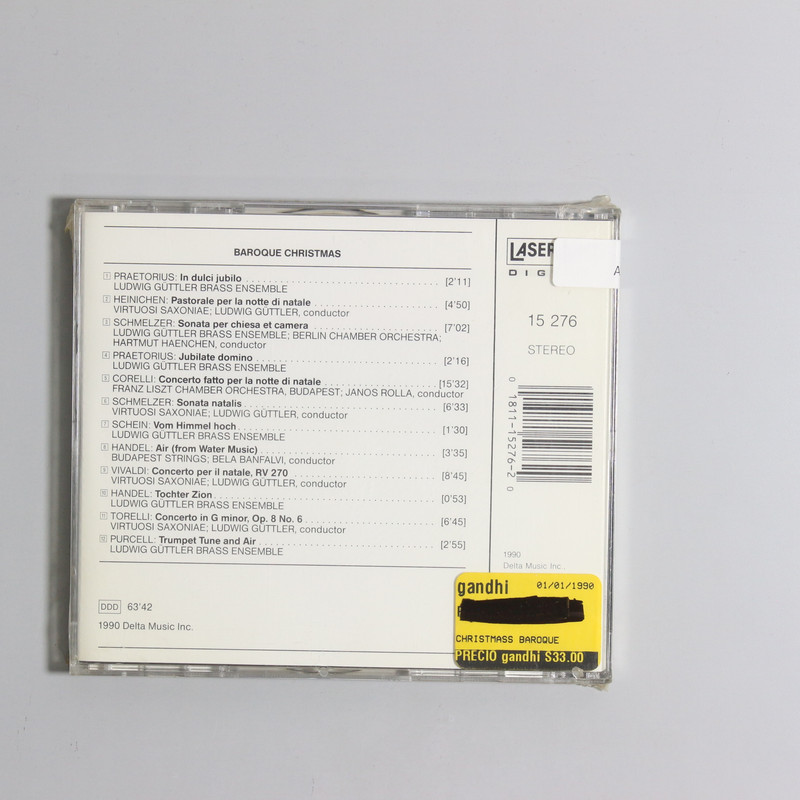 BAROQUE CHRISTMAS
1 PRAETORIUS: In dulci jubilo [2'11]
LUDWIG GÜTTLER BRASS ENSEMBLE
2 HEINICHEN: Pastorale per la notte di natale [4'50]
VIRTUOSI SAXONIAE; LUDWIG GÜTTLER, conductor
3 SCHMELZER: Sonata per chiesa et camera [7'02]
LUDWIG GÜTTLER BRASS ENSEMBLE; BERLIN CHAMBER ORCHESTRA;
HARTMUT HAENCHEN, conductor
4 PRAETORIUS: Jubilate domino [2'16]
LUDWIG GÜTTLER BRASS ENSEMBLE
5 CORELLI: Concerto fatto per la notte di natale [15'32]
FRANZ LISZT CHAMBER ORCHESTRA, BUDAPEST; JANOS ROLLA, conductor
6 SCHMELZER: Sonata natalis [6'33]
VIRTUOSI SAXONIAE; LUDWIG GÜTTLER, conductor
7 SCHEIN: Vom Himmel hoch [1'30]
LUDWIG GÜTTLER BRASS ENSEMBLE
8 HANDEL: Air (from Water Music) [3'35]
BUDAPEST STRINGS; BELA BANFALVI, conductor
9 VIVALDI: Concerto per il natale, RV 270 [8'45]
VIRTUOSI SAXONIAE; LUDWIG GÜTTLER, conductor
10 HANDEL: Tochter Zion [0'53]
LUDWIG GÜTTLER BRASS ENSEMBLE
11 TORELLI: Concerto in G minor, Op. 8 No. 6 [6'45]
VIRTUOSI SAXONIAE; LUDWIG GÜTTLER, conductor
12 PURCELL: Trumpet Tune and Air [2'55]
LUDWIG GÜTTLER BRASS ENSEMBLE
DDD 63'42
1990 Delta Music Inc.
LASER
DIG
A
15 276
STEREO
0 1811-15276-2 0
1990
Delta Music Inc.
gandhi 01/01/1990
CHRISTMASS BAROQUE
PRECIO gandhi $33.00